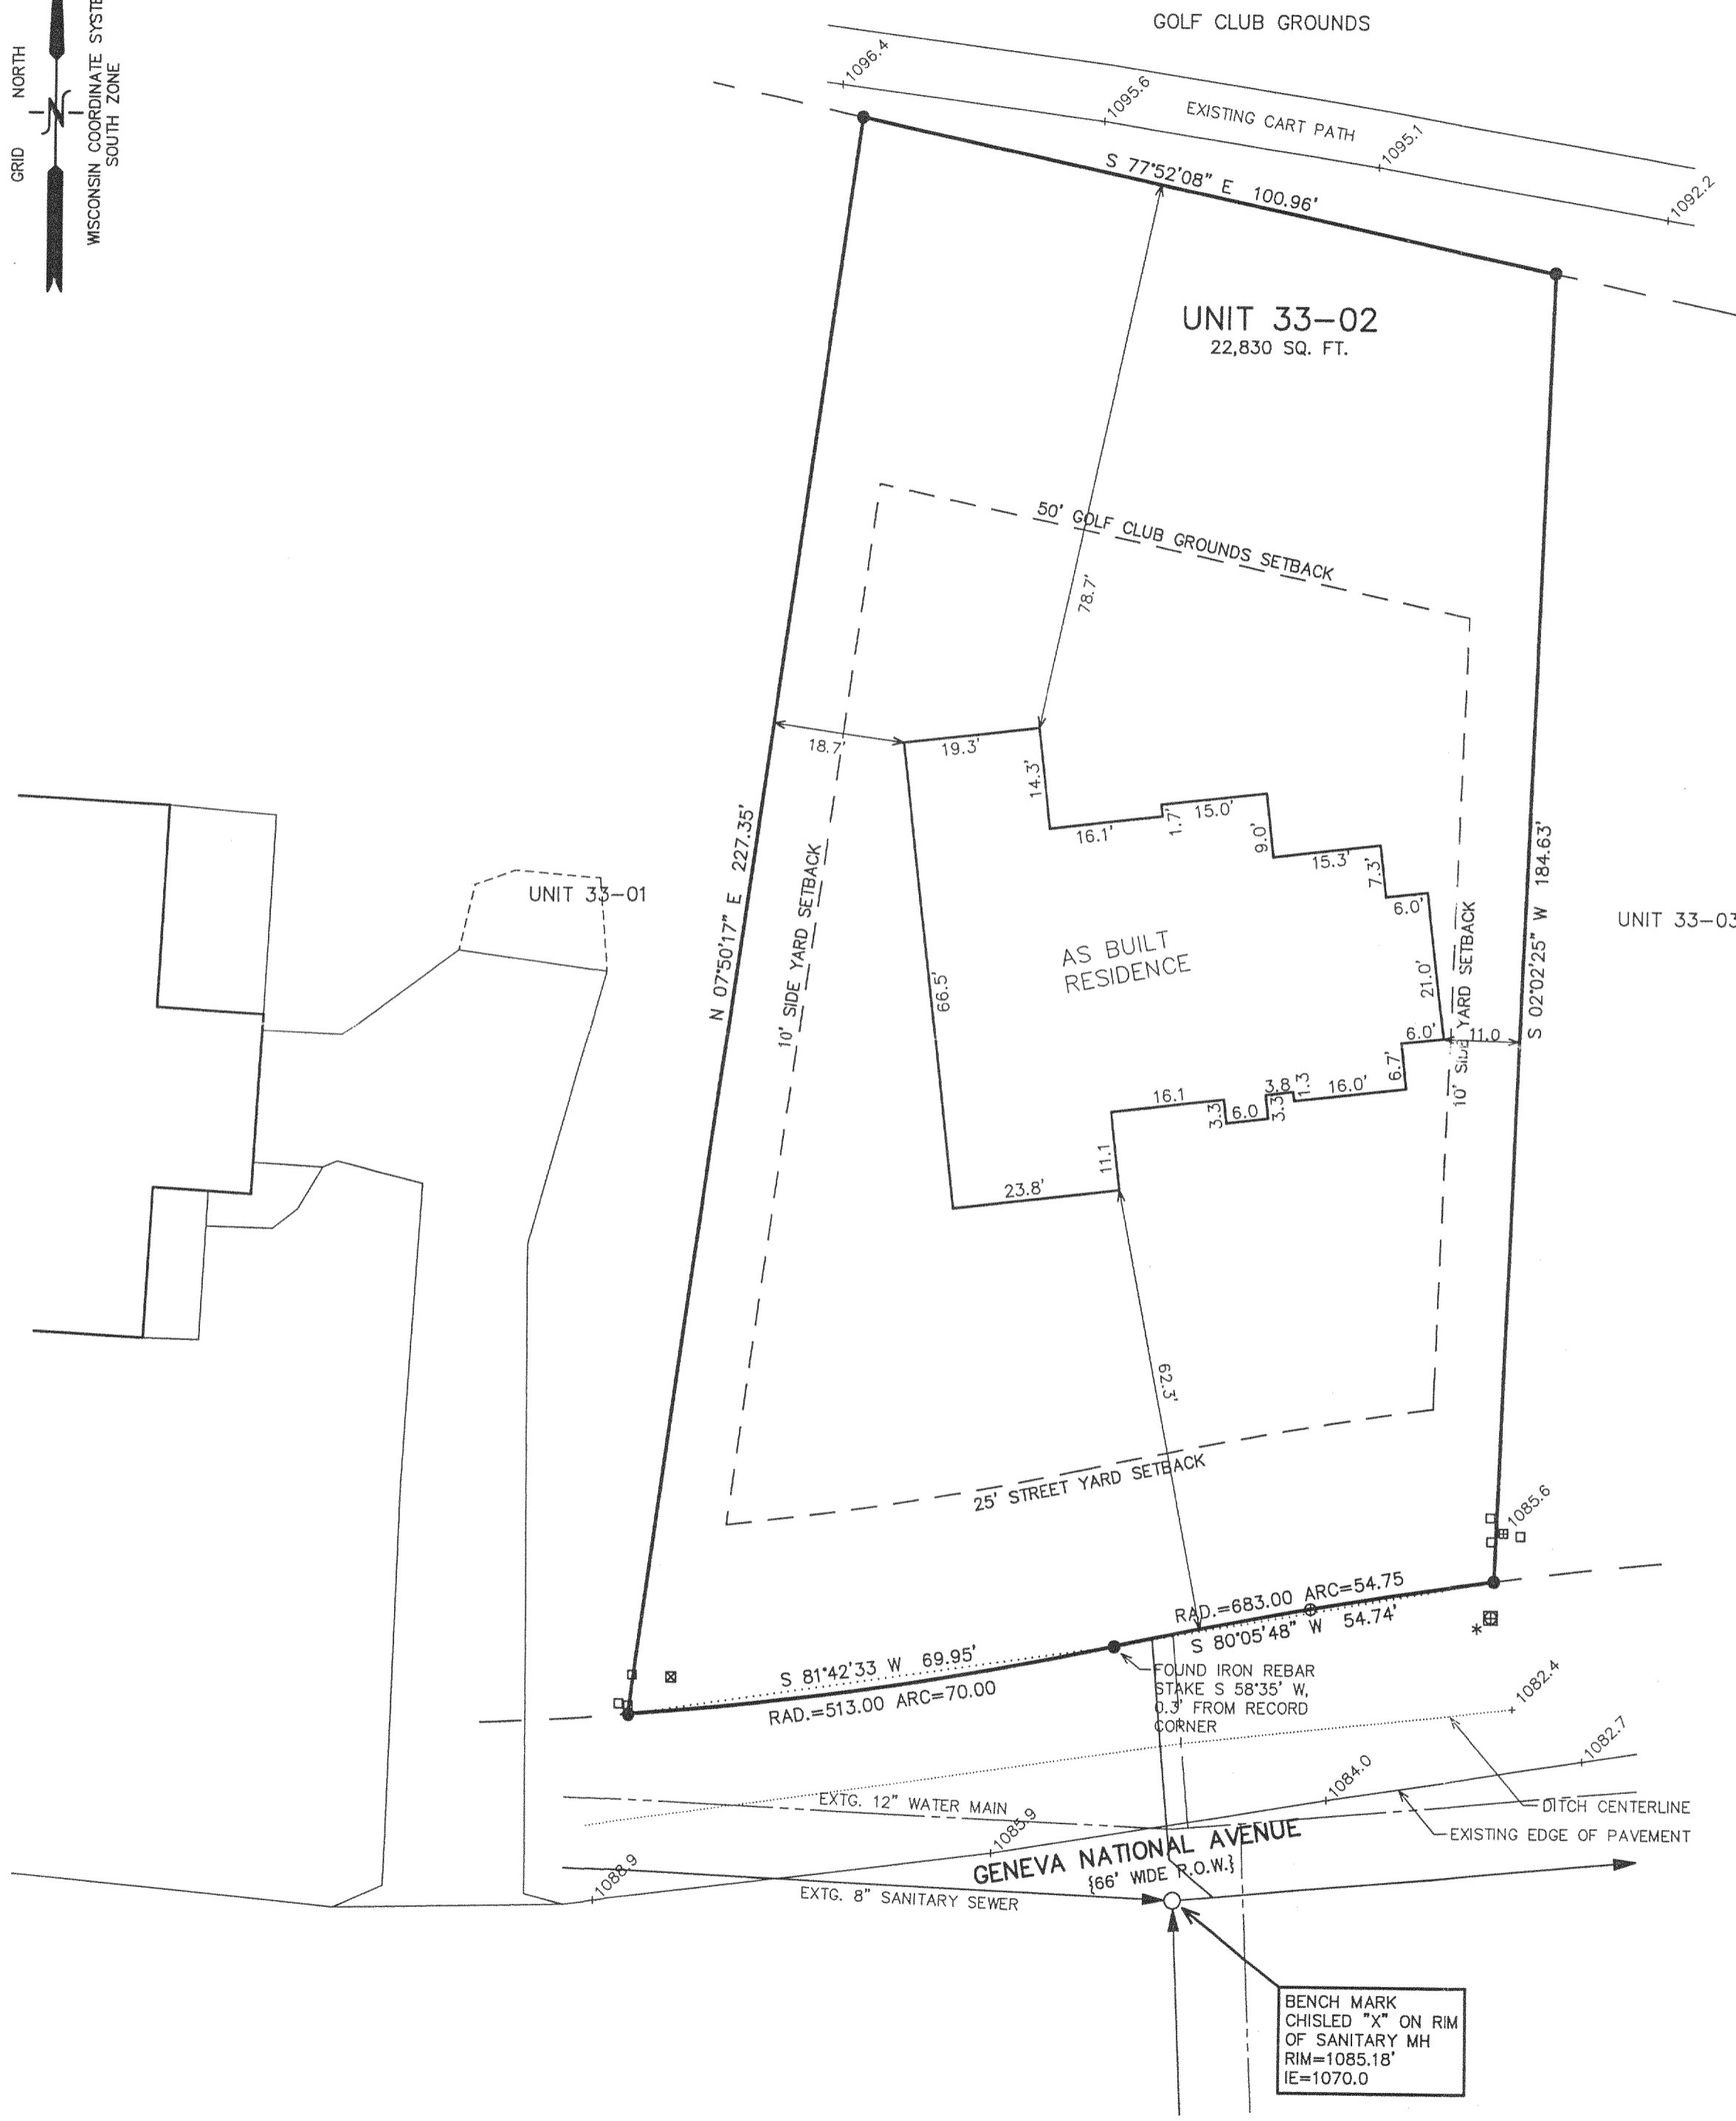 GOLF CLUB GROUNDS
GRID NORTH
N
WISCONSIN COORDINATE
SOUTH ZONE
1096.4
1095.6
EXISTING CART PATH
1095.1
1092.2
S 77°52'08" E 100.96'
UNIT 33-02
22,830 SQ. FT.
50' GOLF CLUB GROUNDS SETBACK
78.7'
18.7'
19.3'
14.3'
16.1'
1.7'
15.0'
9.0'
15.3'
7.3'
6.0'
N 07°50'17" E 227.35'
10' SIDE YARD SETBACK
UNIT 33-01
AS BUILT
RESIDENCE
66.5'
21.0'
10' SIDE YARD SETBACK
S 02°02'25" W 184.63'
UNIT 33-03
6.0'
11.0
6.7'
16.1
3.3
6.0
3.3
3.8
1.3
16.0'
11.1
23.8'
62.3'
25' STREET YARD SETBACK
1085.6
RAD.=683.00 ARC=54.75
S 80°05'48" W 54.74'
S 81°42'33 W 69.95'
RAD.=513.00 ARC=70.00
FOUND IRON REBAR
STAKE S 58°35' W,
0.3' FROM RECORD
CORNER
1082.4
1082.7
1084.0
EXTG. 12" WATER MAIN
1085.9
DITCH CENTERLINE
EXISTING EDGE OF PAVEMENT
GENEVA NATIONAL AVENUE
{66' WIDE R.O.W.}
1088.9
EXTG. 8" SANITARY SEWER
BENCH MARK
CHISLED "X" ON RIM
OF SANITARY MH
RIM=1085.18'
IE=1070.0